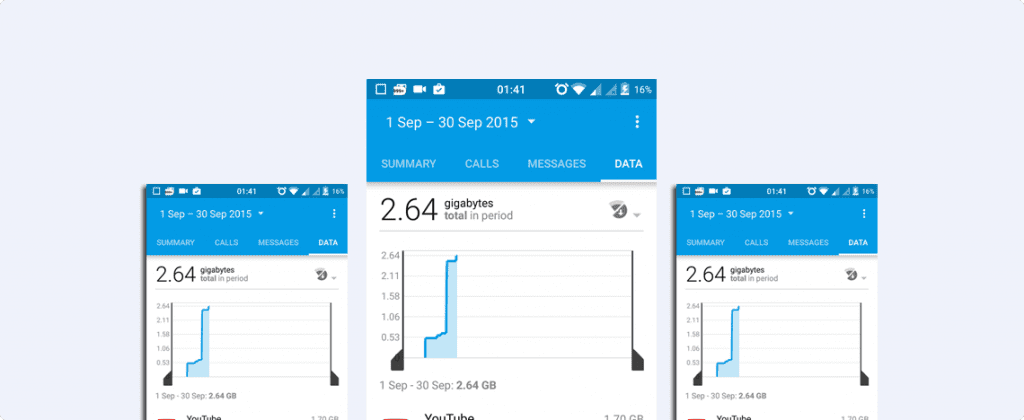 01:41 16%
1 Sep – 30 Sep 2015
SUMMARY CALLS MESSAGES DATA
2.64 gigabytes
total in period
2.64
2.11
1.58
1.06
0.53
1 Sep - 30 Sep: 2.64 GB
YouTube 1.70 GB
01:41 16%
1 Sep – 30 Sep 2015
SUMMARY CALLS MESSAGES DATA
2.64 gigabytes
total in period
2.64
2.11
1.58
1.06
0.53
1 Sep - 30 Sep: 2.64 GB
YouTube 1.70 GB
01:41 16%
1 Sep – 30 Sep 2015
SUMMARY CALLS MESSAGES DATA
2.64 gigabytes
total in period
2.64
2.11
1.58
1.06
0.53
1 Sep - 30 Sep: 2.64 GB
YouTube 1.70 GB